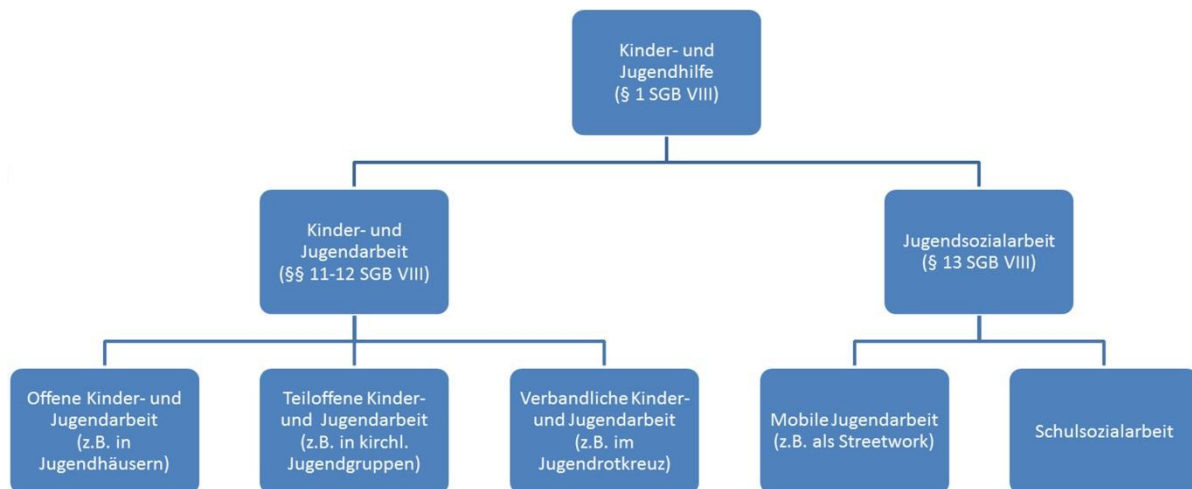 Kinder- und
Jugendhilfe
(§ 1 SGB VIII)
Kinder- und
Jugendarbeit
(§§ 11-12 SGB VIII)
Jugendsozialarbeit
(§ 13 SGB VIII)
Offene Kinder- und
Jugendarbeit
(z.B. in
Jugendhäusern)
Teiloffene Kinder-
und Jugendarbeit
(z.B. in kirchl.
Jugendgruppen)
Verbandliche Kinder-
und Jugendarbeit
(z.B. im
Jugendrotkreuz)
Mobile Jugendarbeit
(z.B. als Streetwork)
Schulsozialarbeit